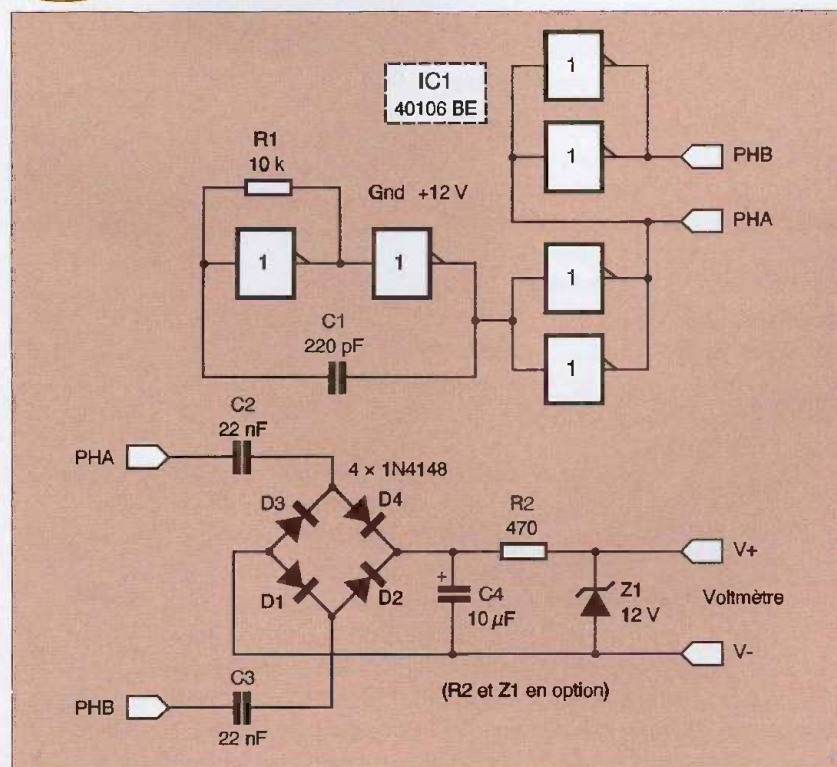 IC1
40106 BE
1
1
PHB
PHA
R1
10 k
Gnd +12 V
1
1
1
1
C1
220 pF
C2
22 nF
PHA
4 × 1N4148
D3
D4
D1
D2
R2
470
+
C4
10 µF
Z1
12 V
V+
Voltmètre
V-
(R2 et Z1 en option)
C3
22 nF
PHB